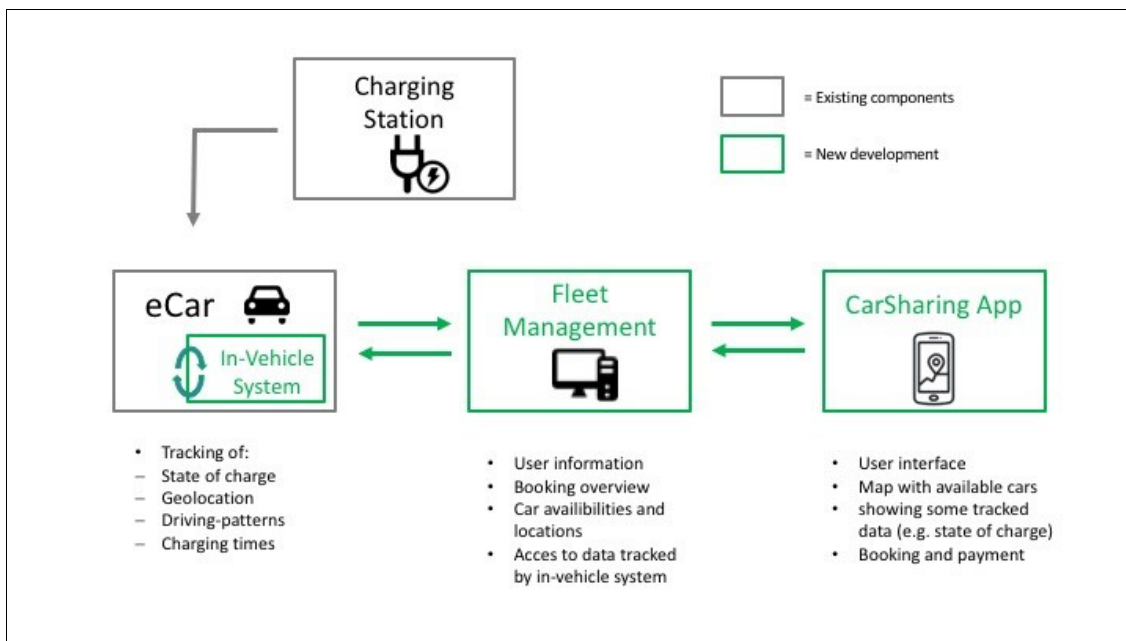 Charging
Station
= Existing components
= New development
eCar
In-Vehicle
System
Fleet
Management
CarSharing App
• Tracking of:
– State of charge
– Geolocation
– Driving-patterns
– Charging times
• User information
• Booking overview
• Car availibilities and
locations
• Acces to data tracked
by in-vehicle system
• User interface
• Map with available cars
• showing some tracked
data (e.g. state of charge)
• Booking and payment